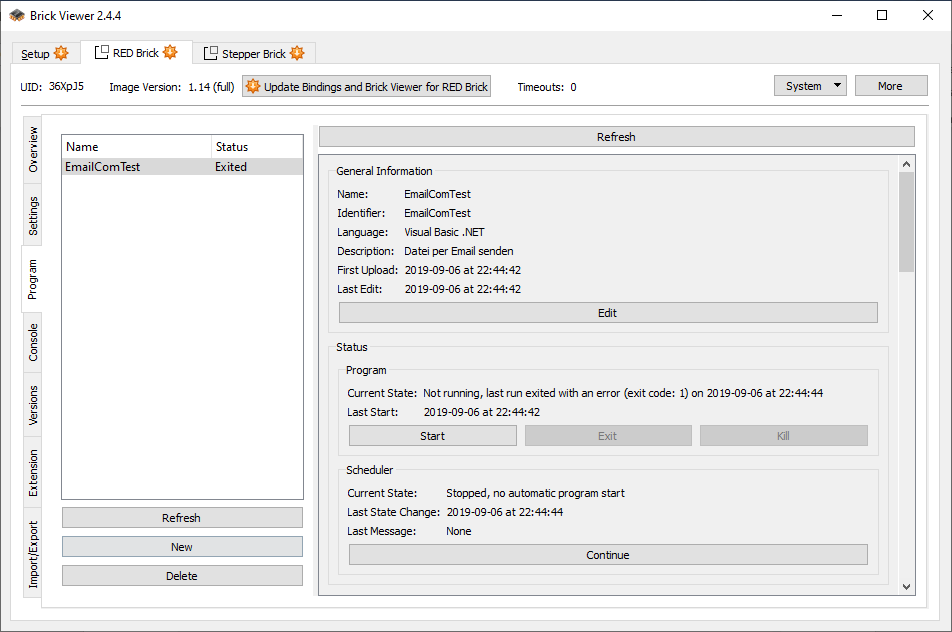 Brick Viewer 2.4.4
Setup RED Brick Stepper Brick
UID: 36XpJ5 Image Version: 1.14 (full) Update Bindings and Brick Viewer for RED Brick Timeouts: 0 System More
Overview
Settings
Program
Console
Versions
Extension
Import/Export
Name Status
EmailComTest Exited
Refresh
New
Delete
Refresh
General Information
Name: EmailComTest
Identifier: EmailComTest
Language: Visual Basic .NET
Description: Datei per Email senden
First Upload: 2019-09-06 at 22:44:42
Last Edit: 2019-09-06 at 22:44:42
Edit
Status
Program
Current State: Not running, last run exited with an error (exit code: 1) on 2019-09-06 at 22:44:44
Last Start: 2019-09-06 at 22:44:42
Start Exit Kill
Scheduler
Current State: Stopped, no automatic program start
Last State Change: 2019-09-06 at 22:44:44
Last Message: None
Continue